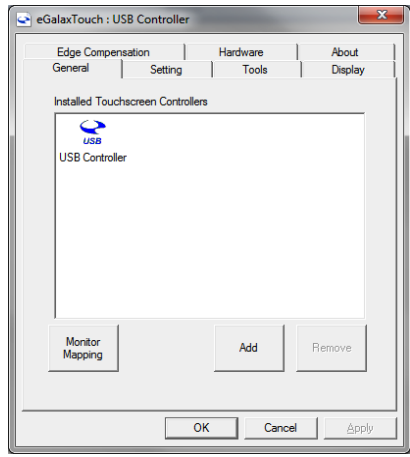 eGalaxTouch : USB Controller
Edge Compensation Hardware About
General Setting Tools Display
Installed Touchscreen Controllers
USB
USB Controller
Monitor
Mapping
Add Remove
OK Cancel Apply